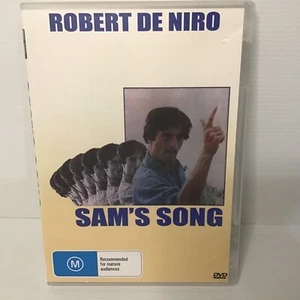 ROBERT DE NIRO
SAM'S SONG
M
Recommended
for mature
audiences
DVD